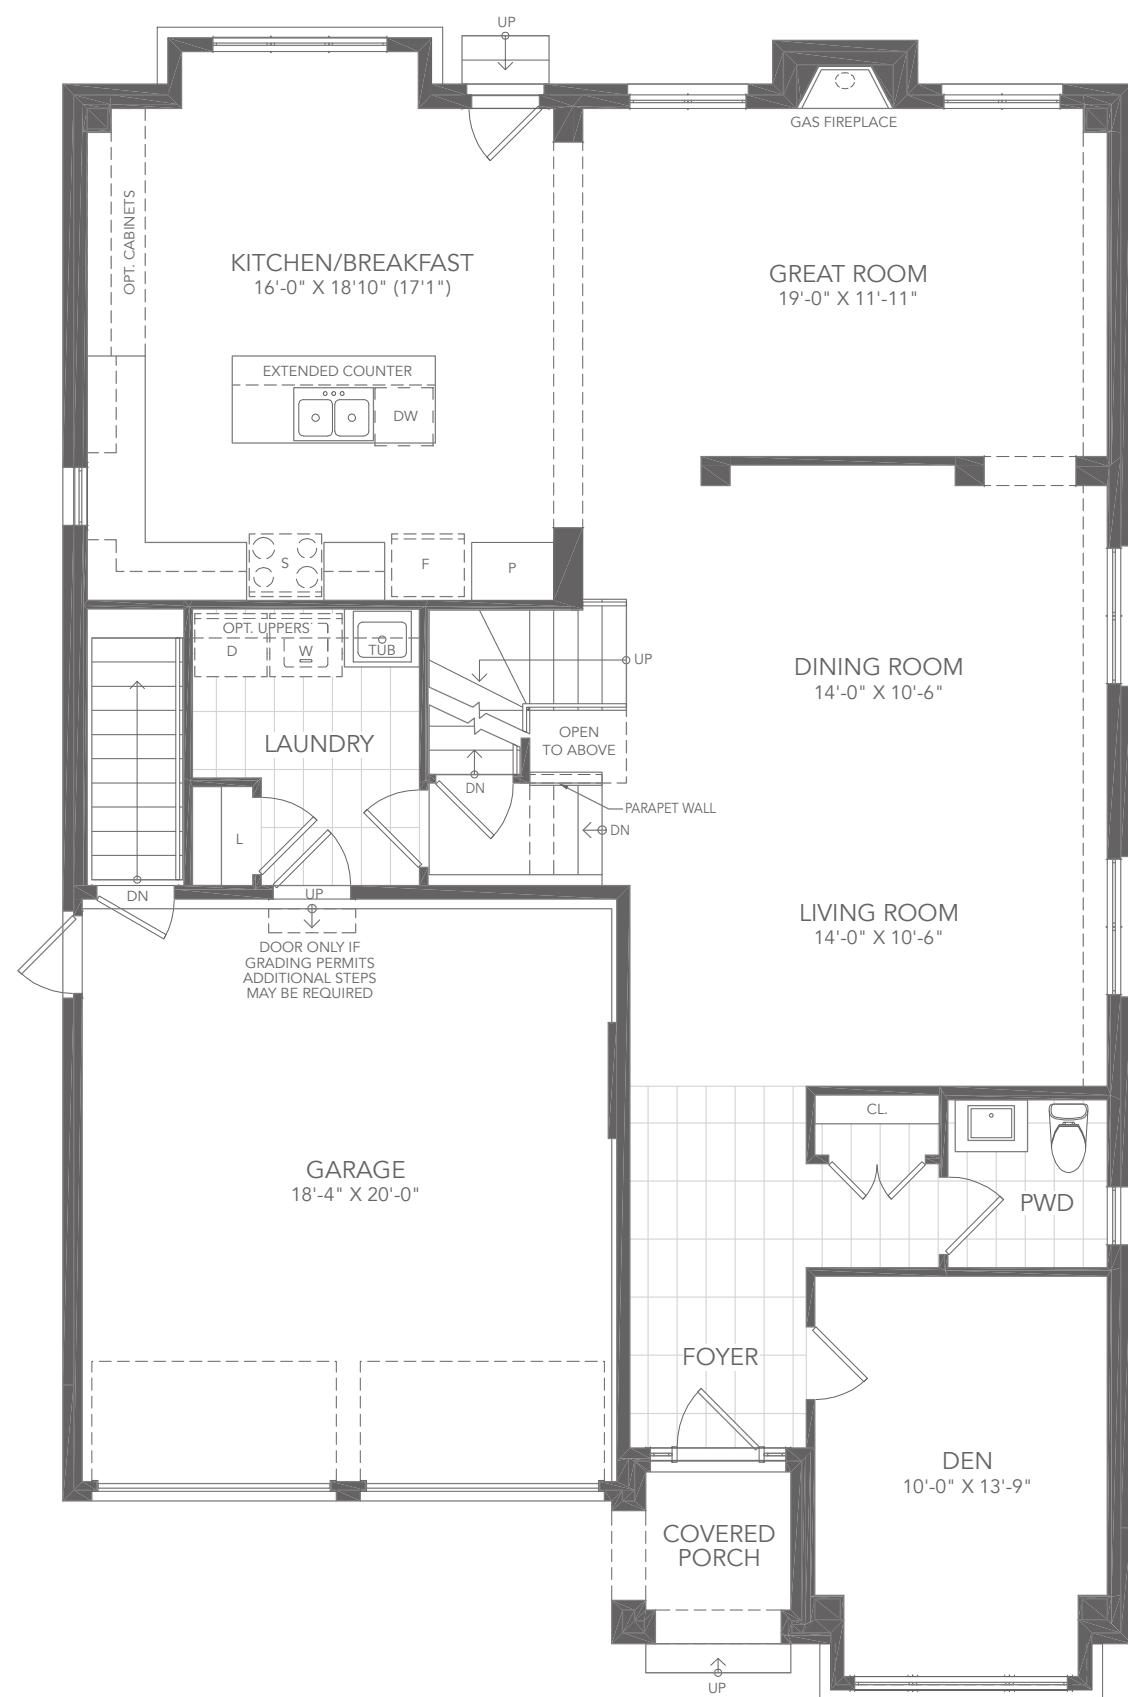 UP
GAS FIREPLACE
OPT. CABINETS
KITCHEN/BREAKFAST
16'-0" X 18'10" (17'1")
GREAT ROOM
19'-0" X 11'-11"
EXTENDED COUNTER
DW
S
F
P
OPT. UPPERS
D
W
TUB
UP
DINING ROOM
14'-0" X 10'-6"
OPEN
TO ABOVE
LAUNDRY
DN
PARAPET WALL
DN
L
DN
UP
LIVING ROOM
14'-0" X 10'-6"
DOOR ONLY IF
GRADING PERMITS
ADDITIONAL STEPS
MAY BE REQUIRED
CL.
GARAGE
18'-4" X 20'-0"
PWD
FOYER
DEN
10'-0" X 13'-9"
COVERED
PORCH
UP